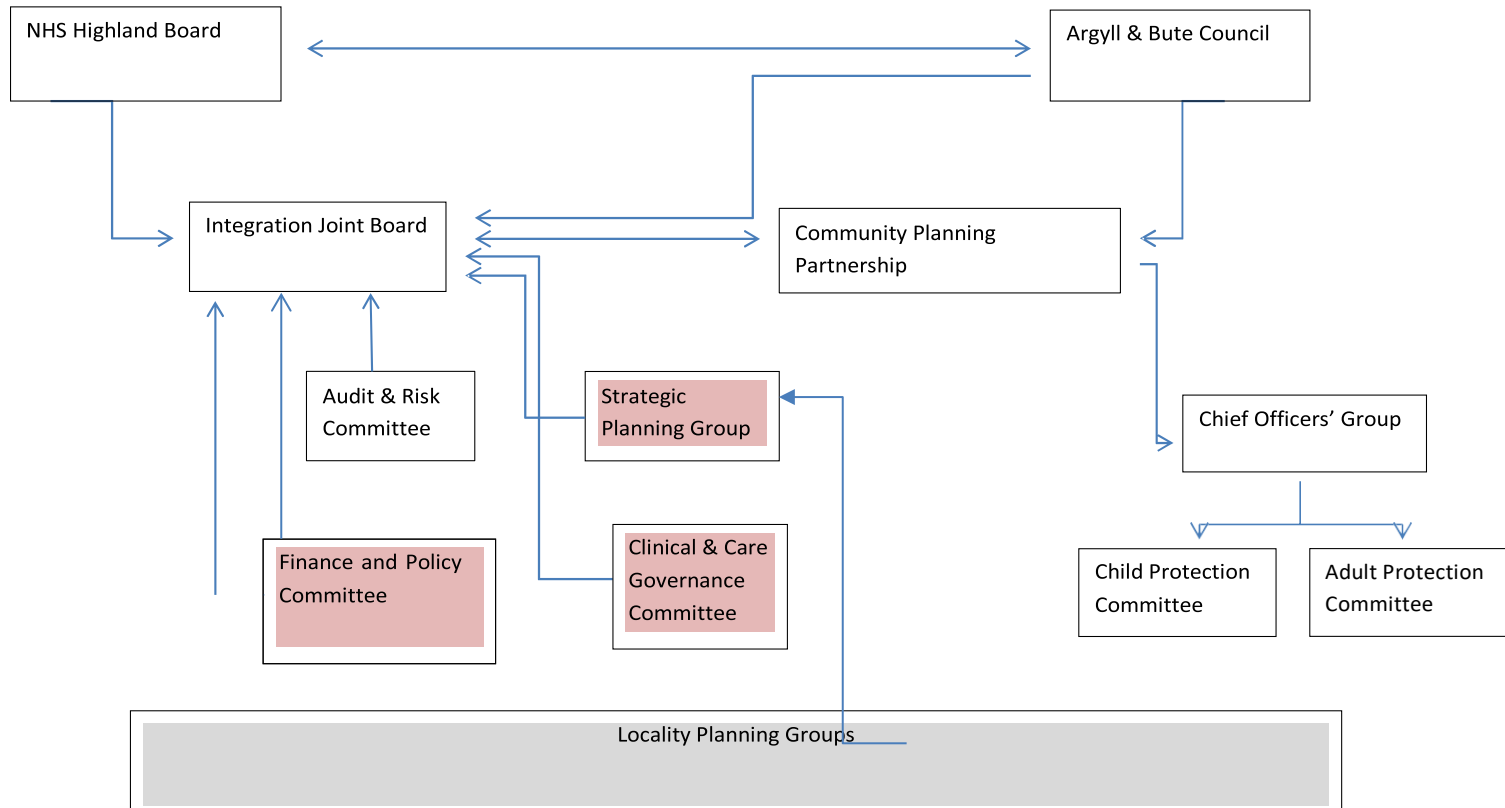 NHS Highland Board
Argyll & Bute Council
Integration Joint Board
Community Planning
Partnership
Audit & Risk
Committee
Strategic
Planning Group
Chief Officers’ Group
Finance and Policy
Committee
Clinical & Care
Governance
Committee
Child Protection
Committee
Adult Protection
Committee
Locality Planning Groups